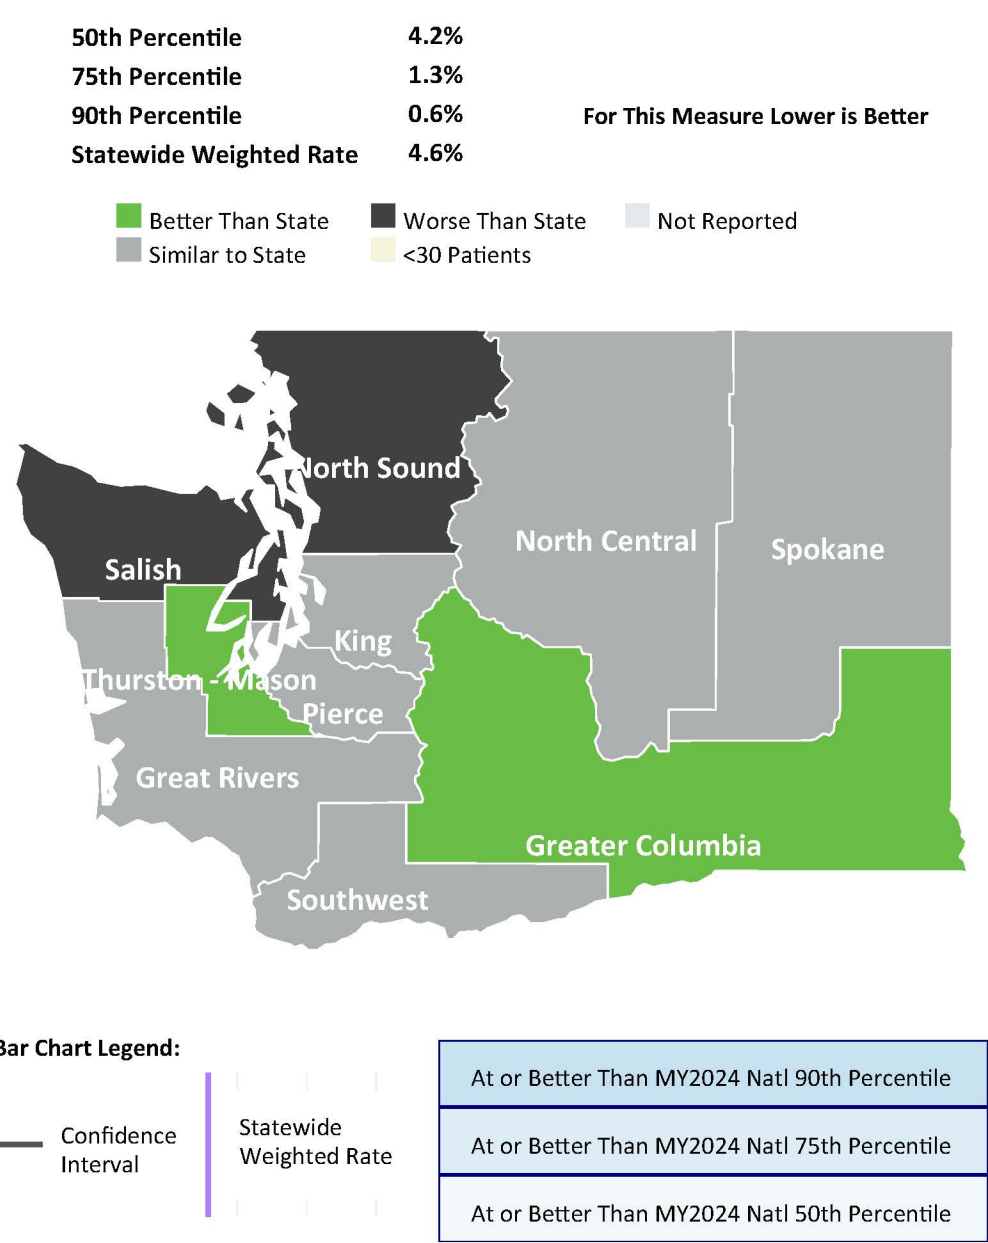 50th Percentile 4.2%
75th Percentile 1.3%
90th Percentile 0.6% For This Measure Lower is Better
Statewide Weighted Rate 4.6%
Better Than State Worse Than State Not Reported
Similar to State <30 Patients
North Sound
North Central
Spokane
Salish
King
Thurston - Mason
Pierce
Great Rivers
Greater Columbia
Southwest
Bar Chart Legend:
Confidence
Interval
Statewide
Weighted Rate
At or Better Than MY2024 Natl 90th Percentile
At or Better Than MY2024 Natl 75th Percentile
At or Better Than MY2024 Natl 50th Percentile